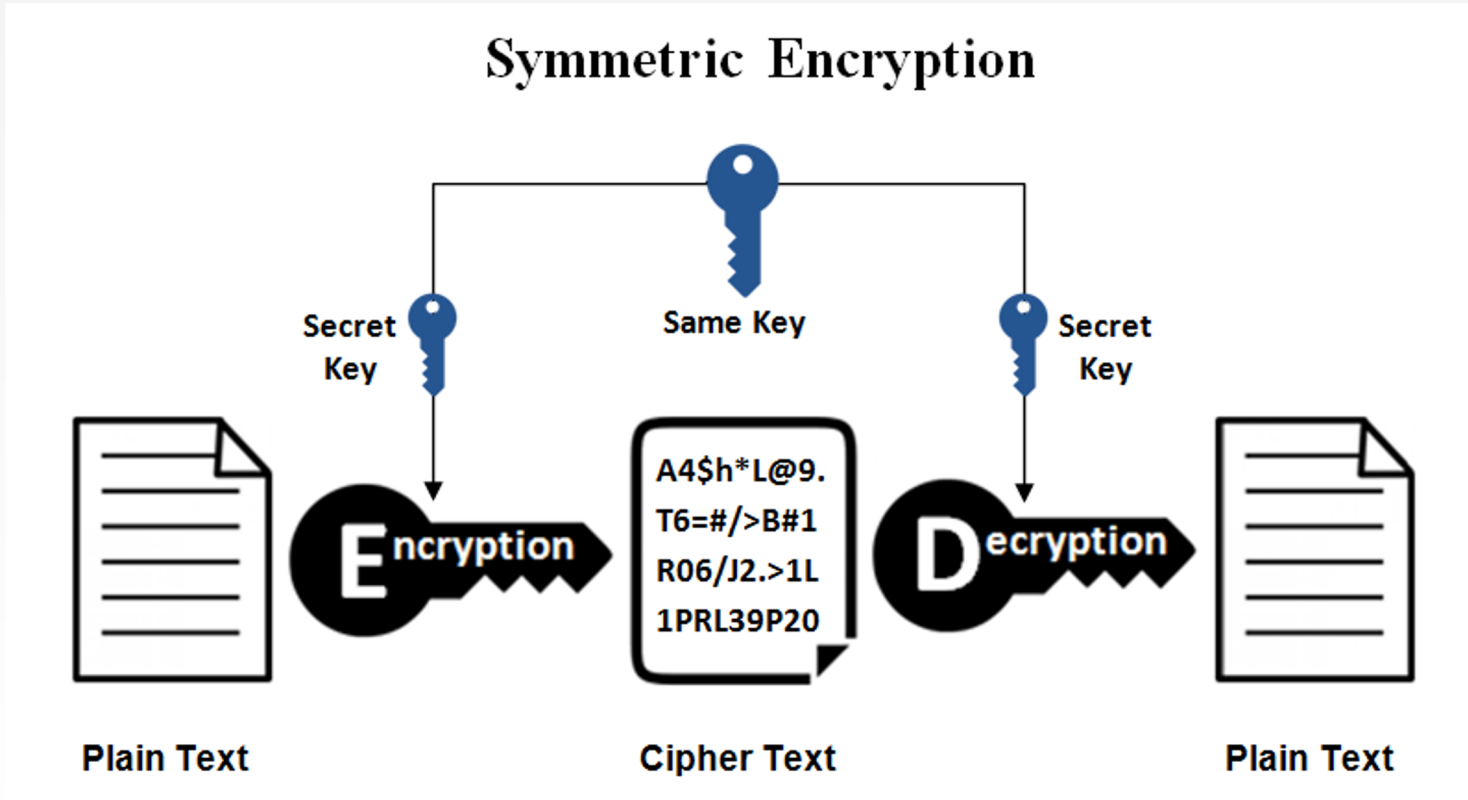 Symmetric Encryption
Same Key
Secret
Key
Secret
Key
Encryption
A4$h*L@9.
T6=#/>B#1
R06/J2.>1L
1PRL39P20
Decryption
Plain Text
Cipher Text
Plain Text